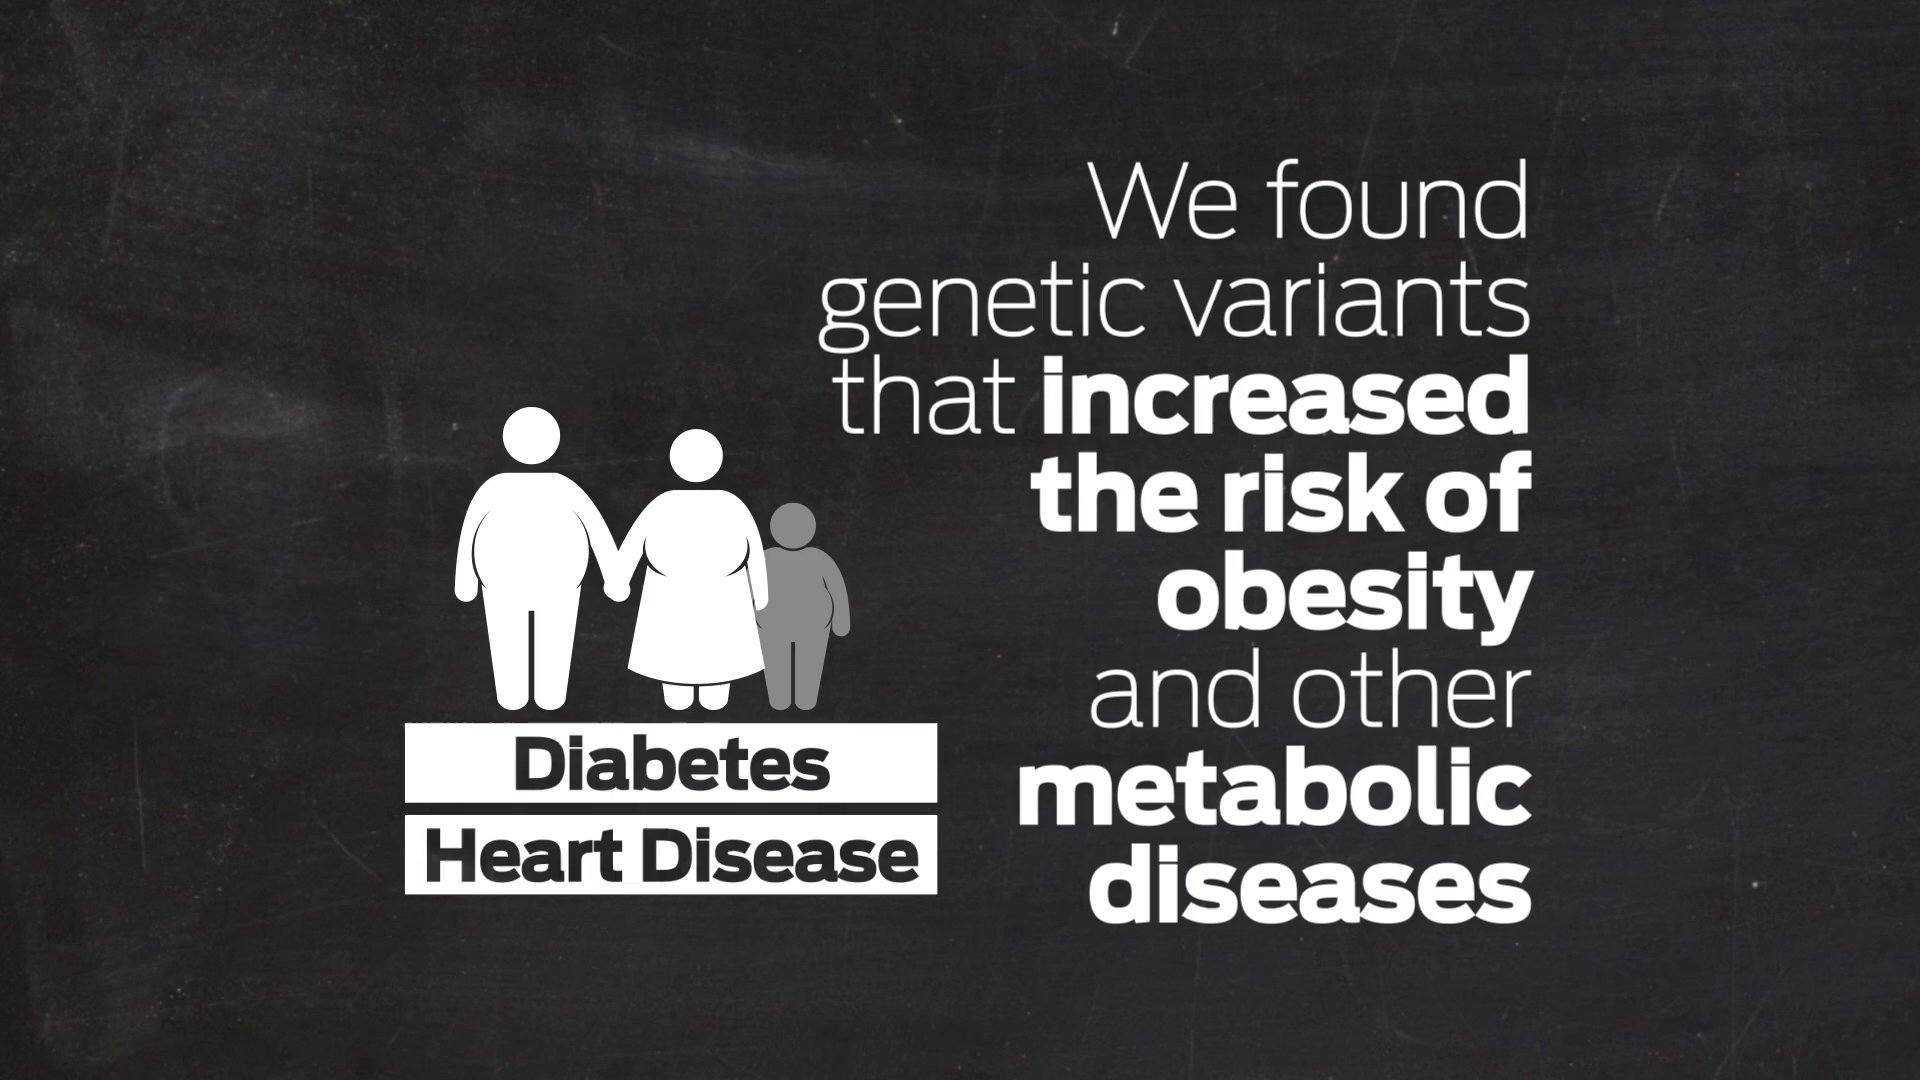 We found
genetic variants
that increased
the risk of
obesity
and other
metabolic
diseases
Diabetes
Heart Disease